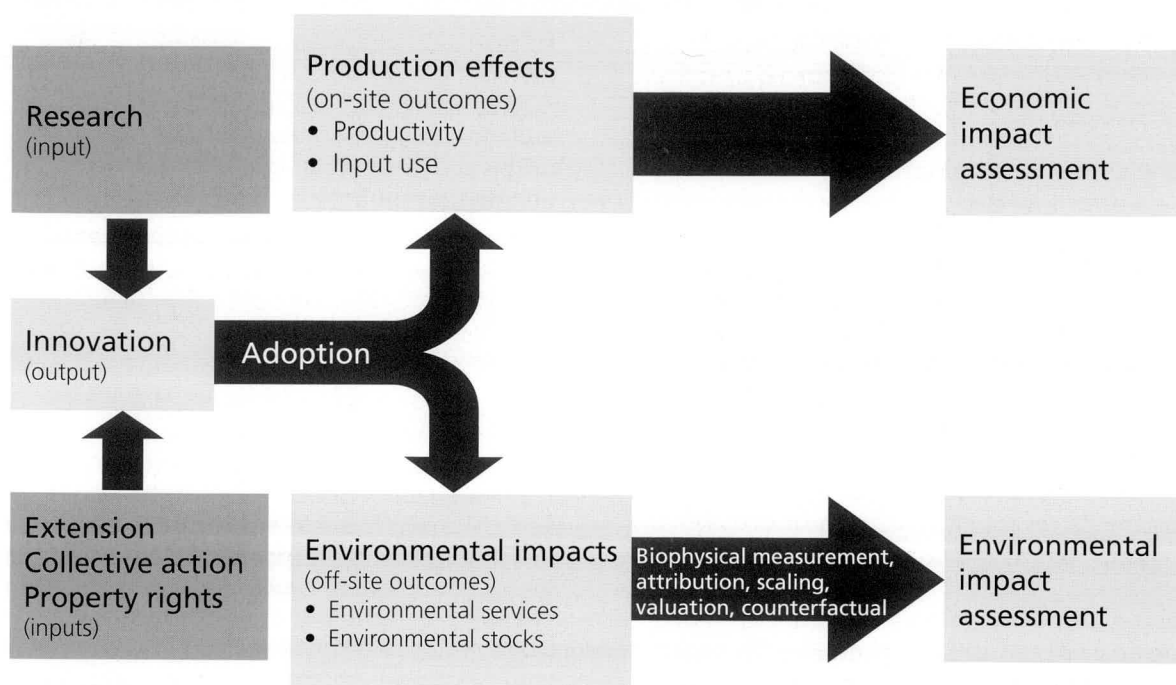 Research
(input)
Production effects
(on-site outcomes)
• Productivity
• Input use
Economic
impact
assessment
Innovation
(output)
Adoption
Extension
Collective action
Property rights
(inputs)
Environmental impacts
(off-site outcomes)
• Environmental services
• Environmental stocks
Biophysical measurement,
attribution, scaling,
valuation, counterfactual
Environmental
impact
assessment